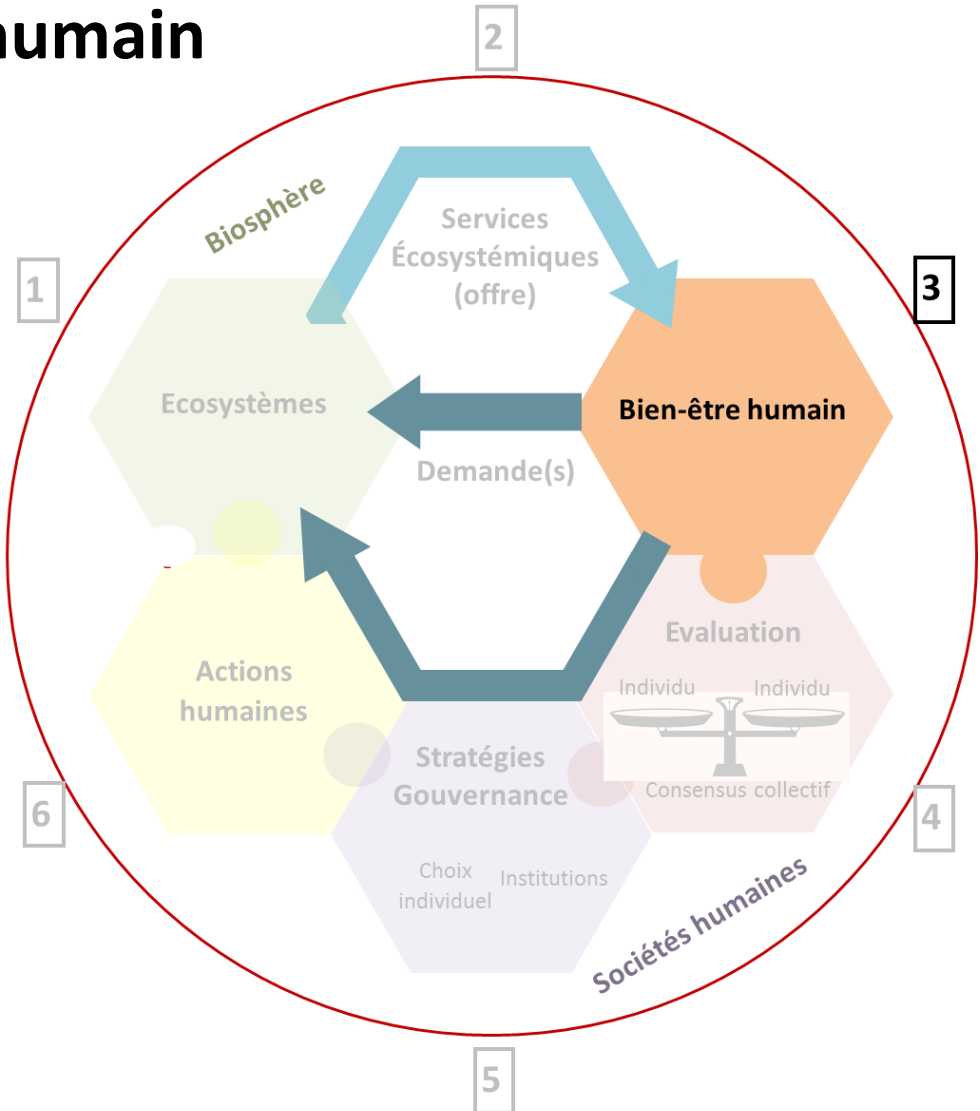 humain
2
Biosphère
Services
Écosystémiques
(offre)
1
3
Ecosystèmes
Bien-être humain
Demande(s)
Evaluation
Individu
Individu
Consensus collectif
Actions
humaines
Stratégies
Gouvernance
Choix
individuel
Institutions
6
4
Sociétés humaines
5